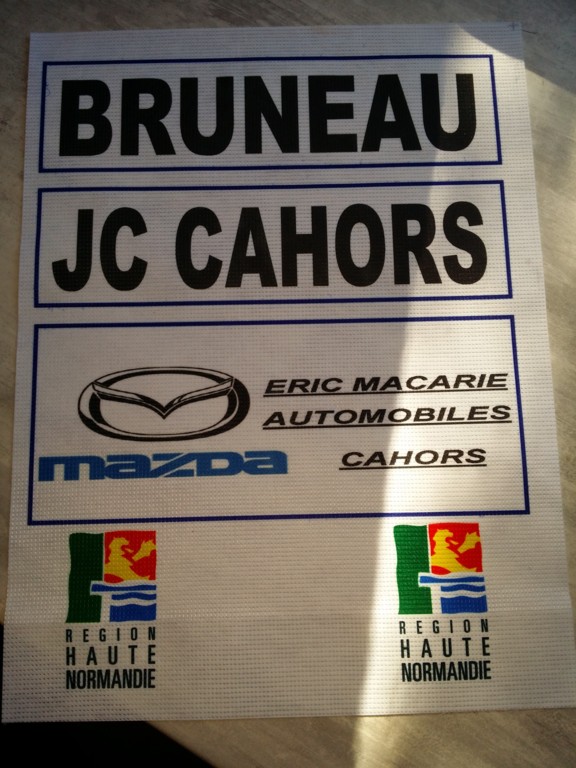 BRUNEAU
JC CAHORS
ERIC MACARIE
AUTOMOBILES
mazda CAHORS
REGION
HAUTE
NORMANDIE
REGION
HAUTE
NORMANDIE